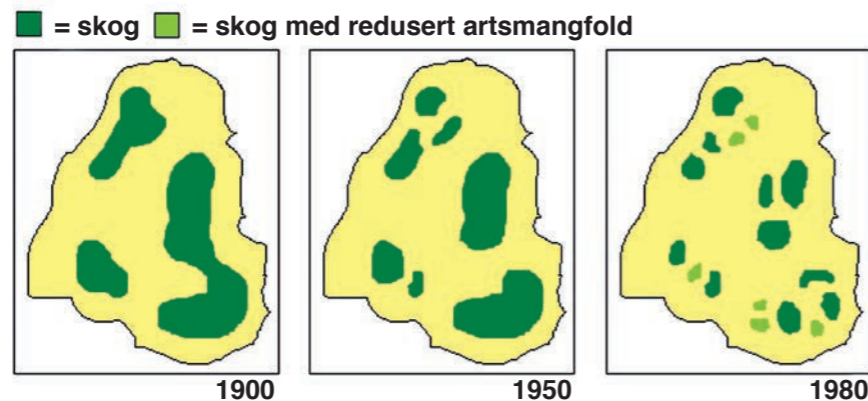 = skog = skog med redusert artsmangfold
1900 1950 1980